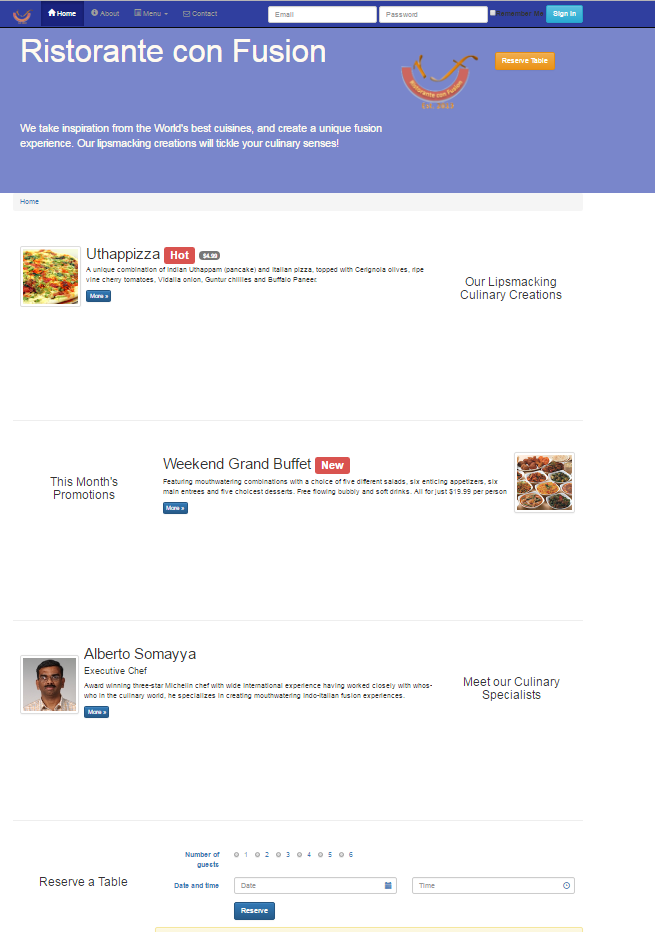 Home About Menu Contact Email Password Remember Me Sign in
Ristorante con Fusion
Ristorante con Fusion
Reserve Table
We take inspiration from the World's best cuisines, and create a unique fusion
experience. Our lipsmacking creations will tickle your culinary senses!
Home
Uthappizza Hot $4.99
A unique combination of Indian Uthappam (pancake) and Italian pizza, topped with Cerignola olives, ripe
vine cherry tomatoes, Vidalia onion, Guntur chillies and Buffalo Paneer.
More »
Our Lipsmacking
Culinary Creations
This Month's
Promotions
Weekend Grand Buffet New
Featuring mouthwatering combinations with a choice of five different salads, six enticing appetizers, six
main entrees and five choicest desserts. Free flowing bubbly and soft drinks. All for just $19.99 per person
More »
Alberto Somayya
Executive Chef
Award winning three-star Michelin chef with wide International experience having worked closely with whos-
who in the culinary world, he specializes in creating mouthwatering Indo-Italian fusion experiences.
More »
Meet our Culinary
Specialists
Reserve a Table
Number of
guests
1 2 3 4 5 6
Date and time Date Time
Reserve